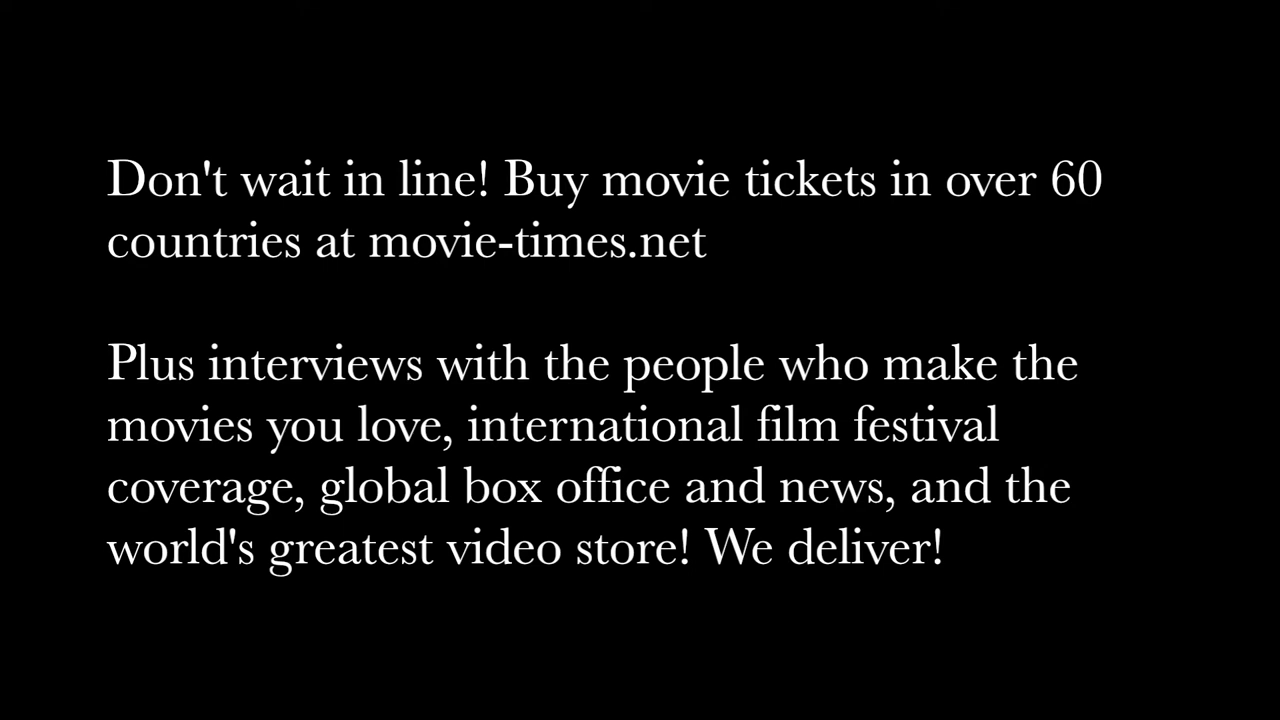 Don't wait in line! Buy movie tickets in over 60
countries at movie-times.net
Plus interviews with the people who make the
movies you love, international film festival
coverage, global box office and news, and the
world's greatest video store! We deliver!